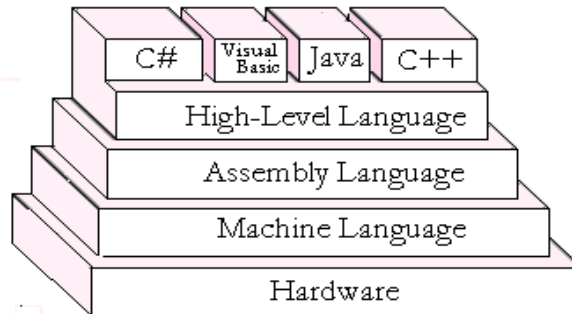 C#
Visual
Basic
Java
C++
High-Level Language
Assembly Language
Machine Language
Hardware